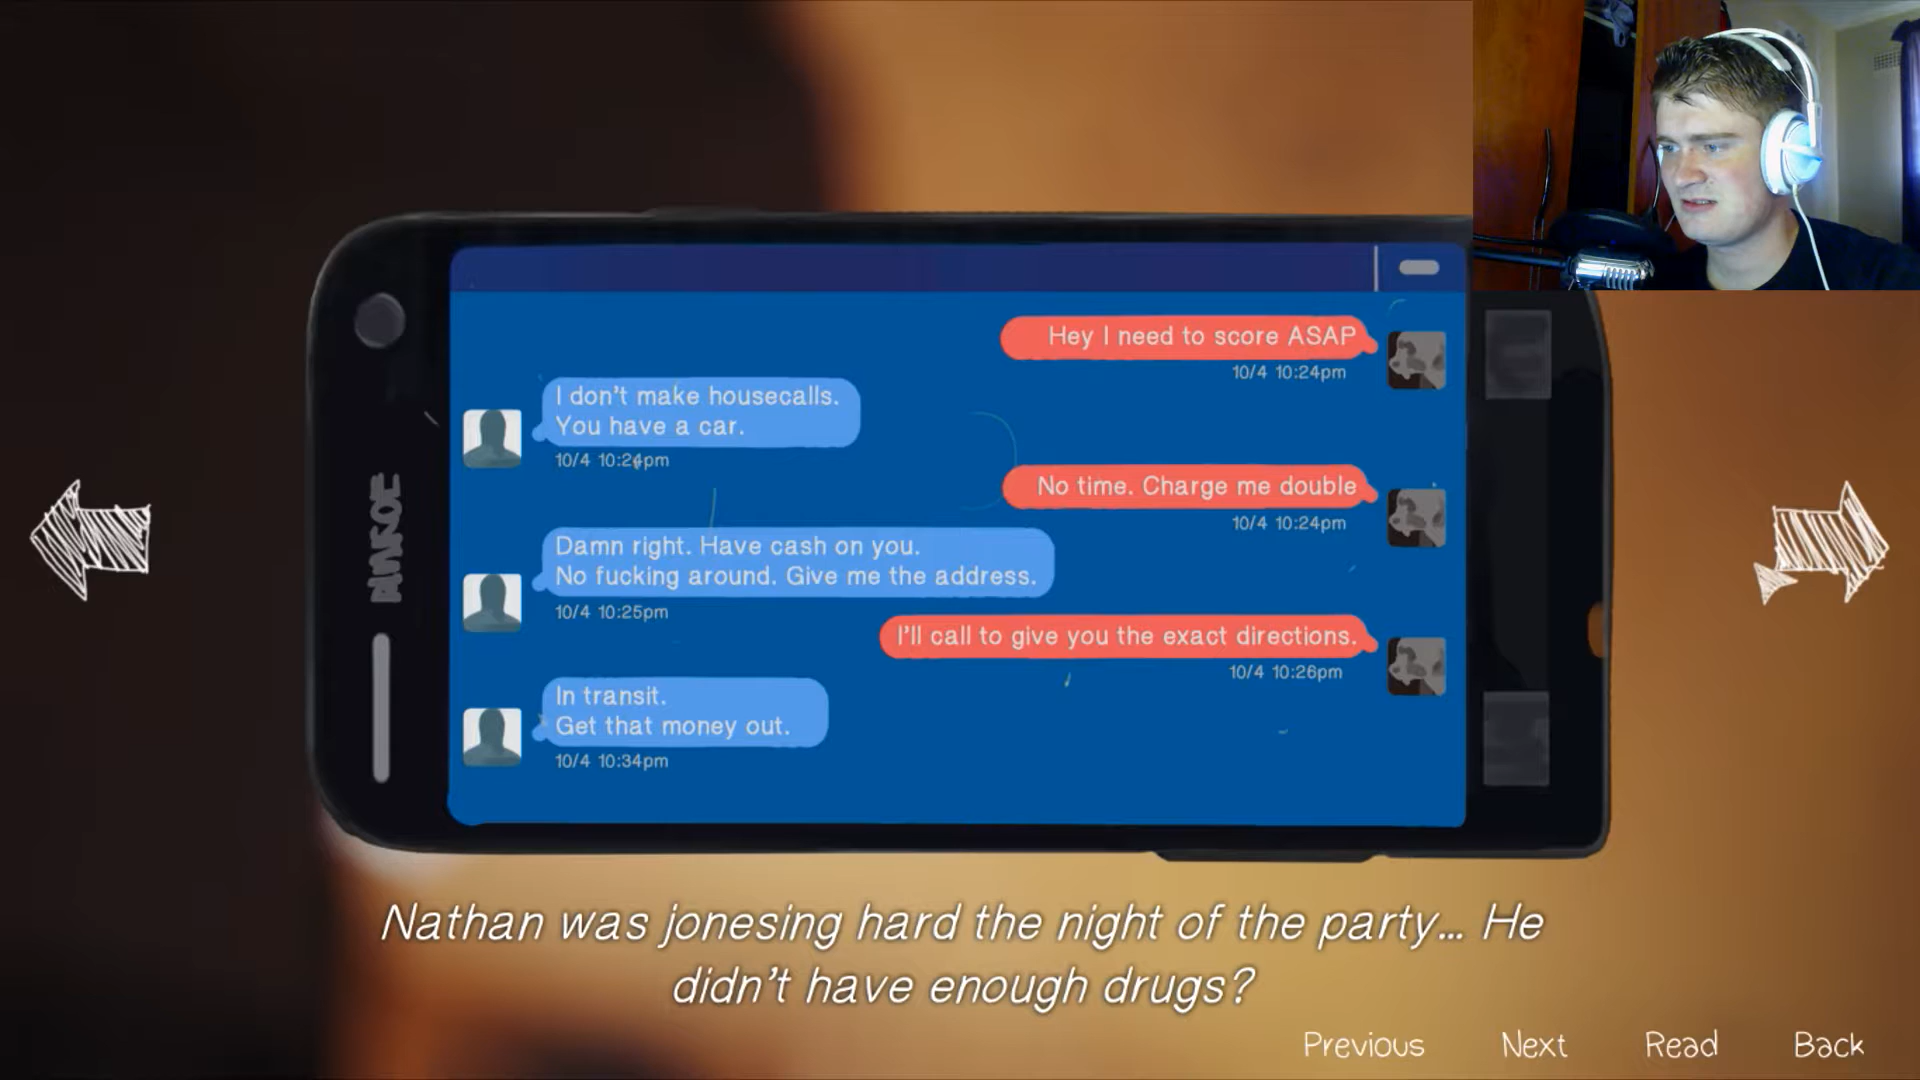 Hey I need to score ASAP
10/4 10:24pm
I don't make housecalls.
You have a car.
10/4 10:24pm
No time. Charge me double
10/4 10:24pm
Damn right. Have cash on you.
No fucking around. Give me the address.
10/4 10:25pm
I'll call to give you the exact directions.
10/4 10:26pm
In transit.
Get that money out.
10/4 10:34pm
Nathan was jonesing hard the night of the party... He
didn't have enough drugs?
Previous Next Read Back